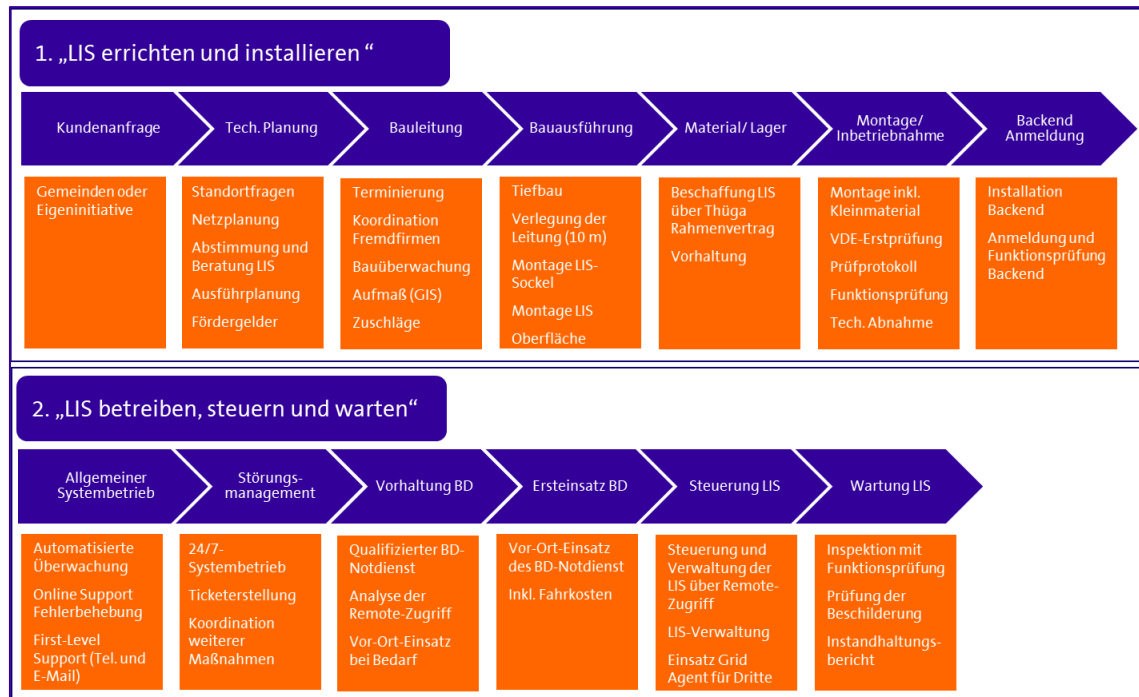 1. „LIS errichten und installieren “
Kundenanfrage
Tech. Planung
Bauleitung
Bauausführung
Material/ Lager
Montage/
Inbetriebnahme
Backend
Anmeldung
Gemeinden oder
Eigeninitiative
Standortfragen
Netzplanung
Abstimmung und
Beratung LIS
Ausführplanung
Fördergelder
Terminierung
Koordination
Fremdfirmen
Bauüberwachung
Aufmaß (GIS)
Zuschläge
Tiefbau
Verlegung der
Leitung (10 m)
Montage LIS-
Sockel
Montage LIS
Oberfläche
Beschaffung LIS
über Thüga
Rahmenvertrag
Vorhaltung
Montage inkl.
Kleinmaterial
VDE-Erstprüfung
Prüfprotokoll
Funktionsprüfung
Tech. Abnahme
Installation
Backend
Anmeldung und
Funktionsprüfung
Backend
2. „LIS betreiben, steuern und warten“
Allgemeiner
Systembetrieb
Störungs-
management
Vorhaltung BD
Ersteinsatz BD
Steuerung LIS
Wartung LIS
Automatisierte
Überwachung
Online Support
Fehlerbehebung
First-Level
Support (Tel. und
E-Mail)
24/7-
Systembetrieb
Ticketerstellung
Koordination
weiterer
Maßnahmen
Qualifizierter BD-
Notdienst
Analyse der
Remote-Zugriff
Vor-Ort-Einsatz
bei Bedarf
Vor-Ort-Einsatz
des BD-Notdienst
Inkl. Fahrkosten
Steuerung und
Verwaltung der
LIS über Remote-
Zugriff
LIS-Verwaltung
Einsatz Grid
Agent für Dritte
Inspektion mit
Funktionsprüfung
Prüfung der
Beschilderung
Instandhaltungs-
bericht